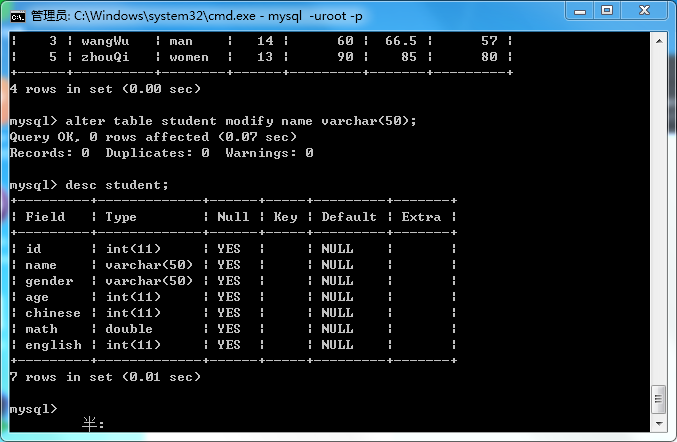 管理员: C:\Windows\system32\cmd.exe - mysql  -uroot -p
|    3 | wangWu   | man    |   14 |      60 |  66.5 |      57 |
|    5 | zhouQi   | women  |   13 |      90 |    85 |      80 |
+------+----------+--------+------+---------+-------+---------+
4 rows in set (0.00 sec)
mysql> alter table student modify name varchar(50);
Query OK, 0 rows affected (0.07 sec)
Records: 0  Duplicates: 0  Warnings: 0
mysql> desc student;
+---------+-------------+------+-----+---------+-------+
| Field   | Type        | Null | Key | Default | Extra |
+---------+-------------+------+-----+---------+-------+
| id      | int(11)     | YES  |     | NULL    |       |
| name    | varchar(50) | YES  |     | NULL    |       |
| gender  | varchar(50) | YES  |     | NULL    |       |
| age     | int(11)     | YES  |     | NULL    |       |
| chinese | int(11)     | YES  |     | NULL    |       |
| math    | double      | YES  |     | NULL    |       |
| english | int(11)     | YES  |     | NULL    |       |
+---------+-------------+------+-----+---------+-------+
7 rows in set (0.01 sec)
mysql>
半: